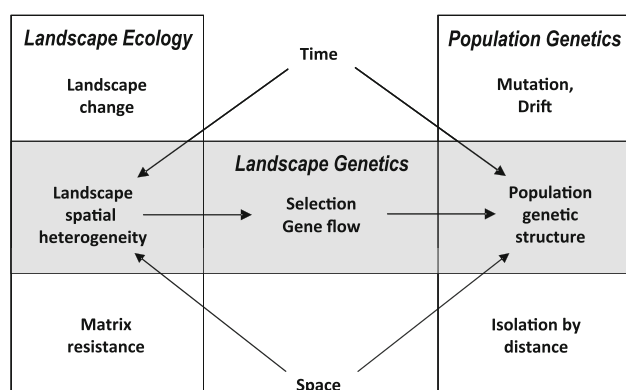 Landscape Ecology
Population Genetics
Time
Landscape
change
Mutation,
Drift
Landscape Genetics
Landscape
spatial
heterogeneity
Selection
Gene flow
Population
genetic
structure
Matrix
resistance
Isolation by
distance
Space